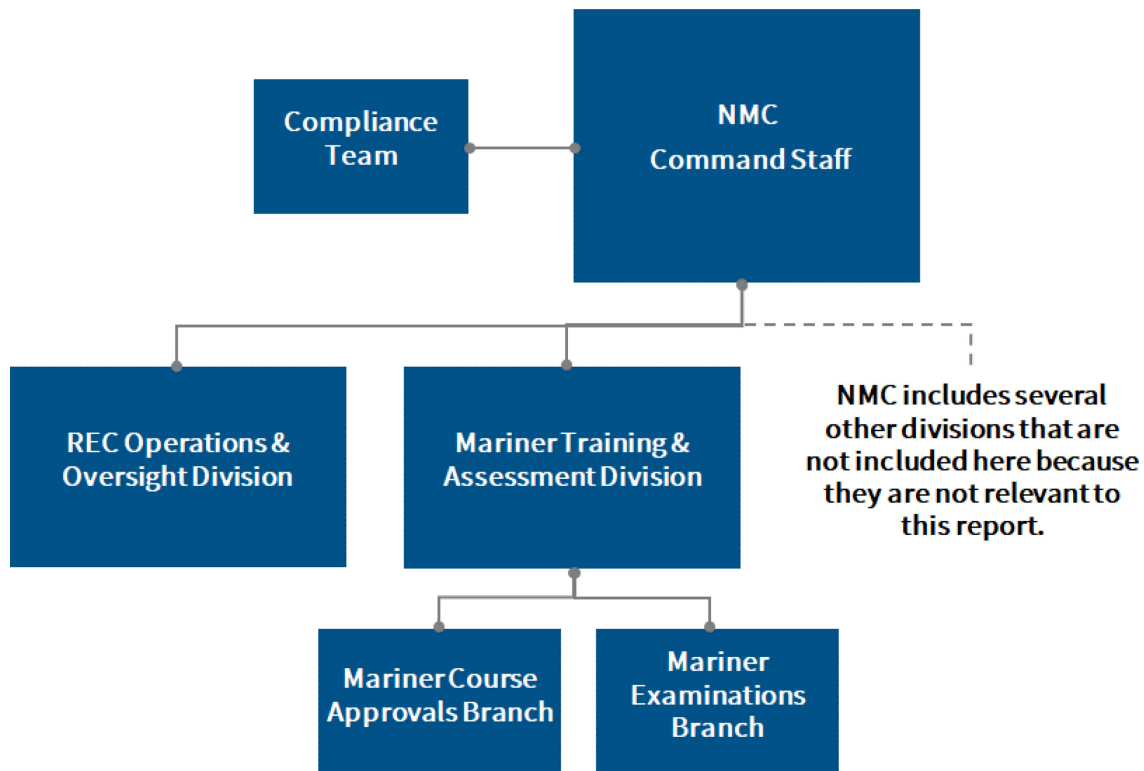 Compliance
Team
NMC
Command Staff
REC Operations &
Oversight Division
Mariner Training &
Assessment Division
NMC includes several
other divisions that are
not included here because
they are not relevant to
this report.
Mariner Course
Approvals Branch
Mariner
Examinations
Branch